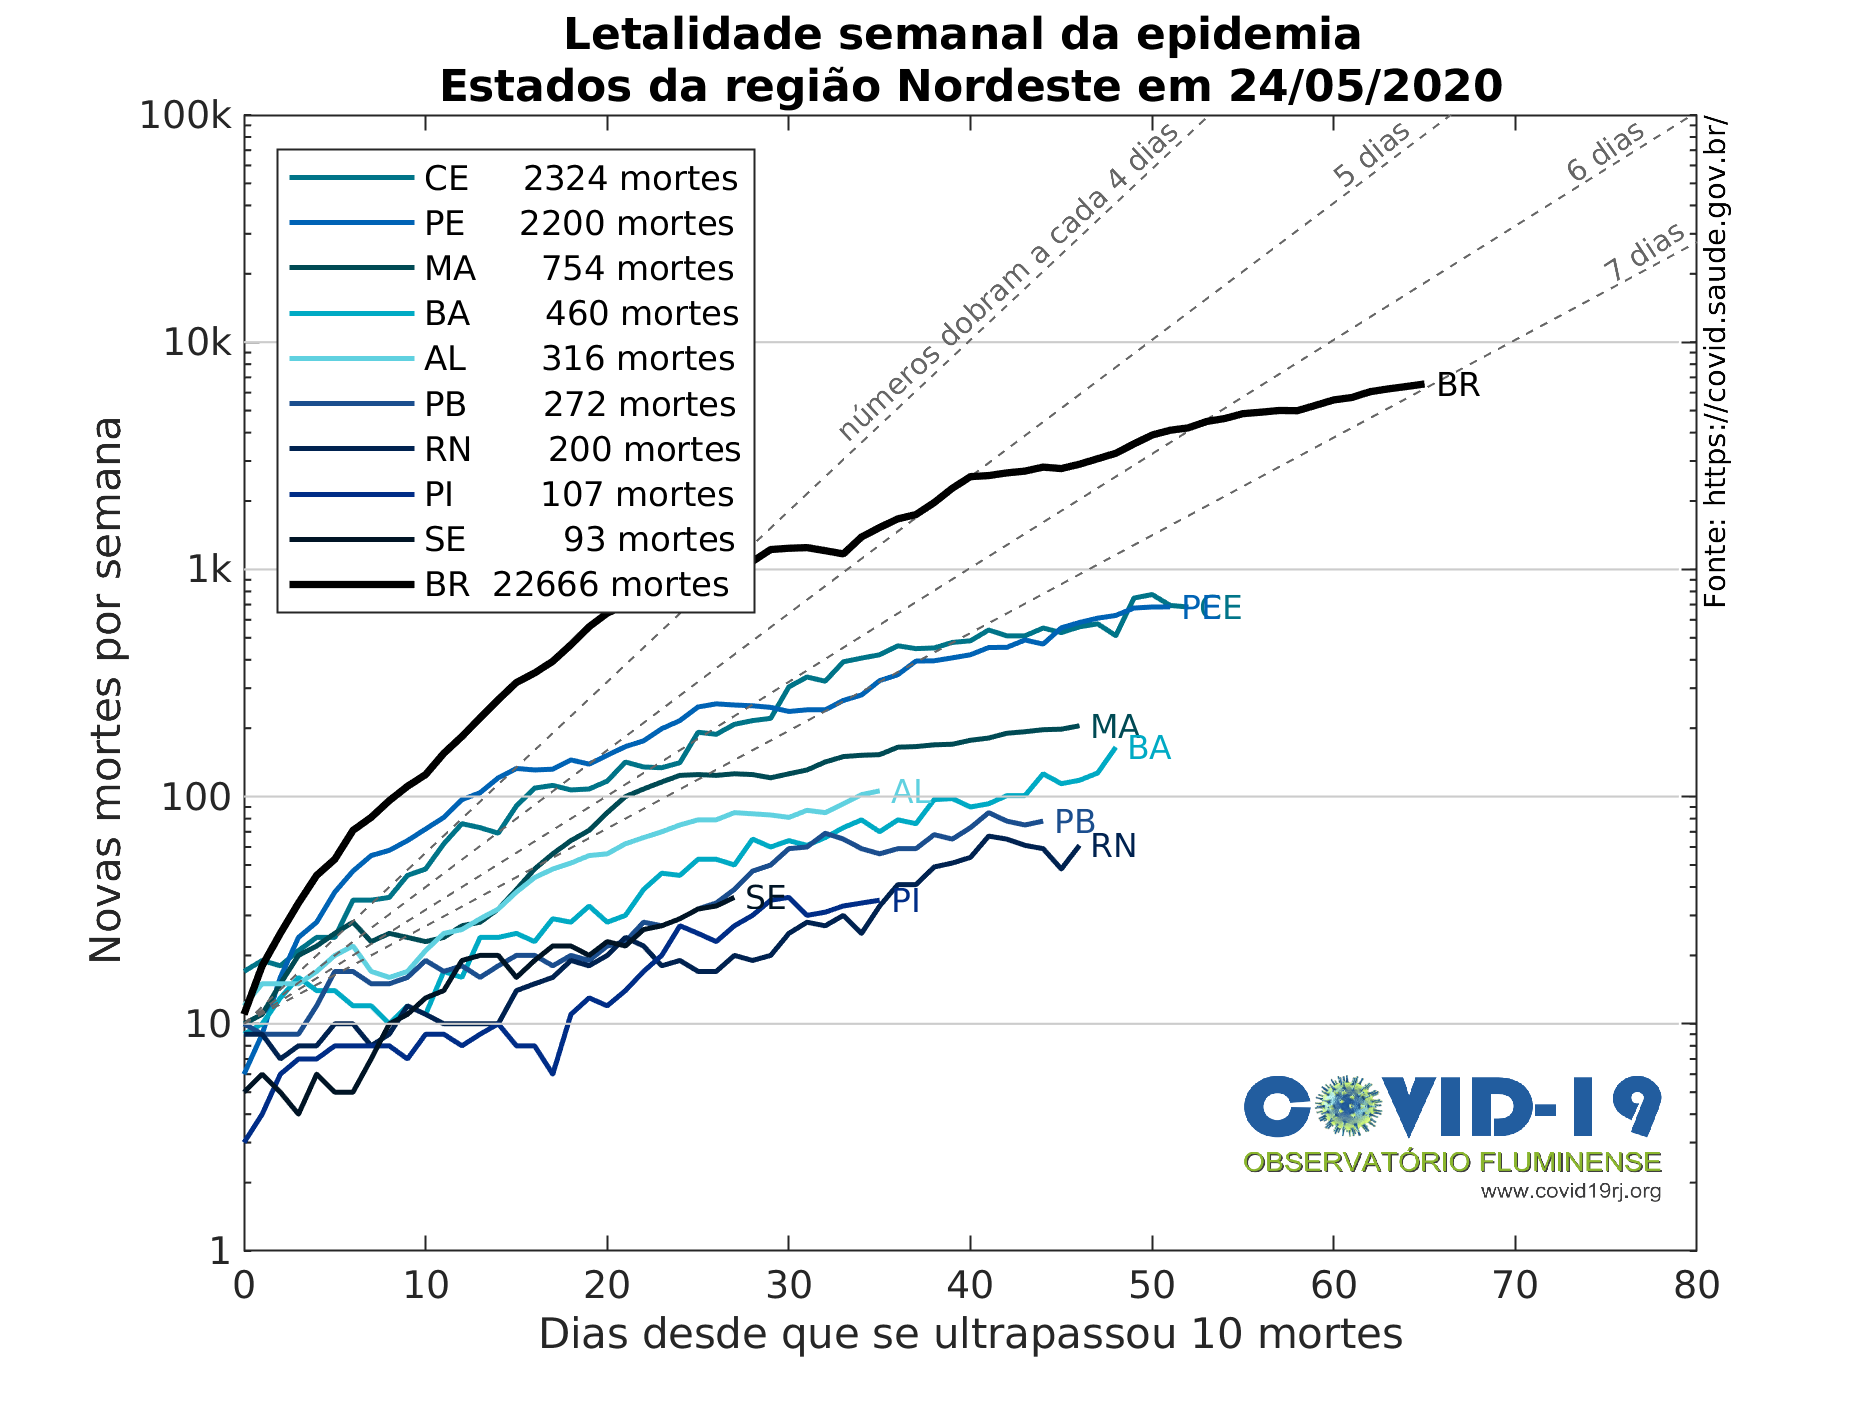 Letalidade semanal da epidemia
Estados da região Nordeste em 24/05/2020
100k
10k
1k
100
10
1
Novas mortes por semana
CE 2324 mortes
PE 2200 mortes
MA 754 mortes
BA 460 mortes
AL 316 mortes
PB 272 mortes
RN 200 mortes
PI 107 mortes
SE 93 mortes
BR 22666 mortes
números dobram a cada 4 dias
5 dias
6 dias
7 dias
BR
PE
CE
MA
BA
AL
PB
RN
SE
PI
Fonte: https://covid.saude.gov.br/
COVID-19
OBSERVATÓRIO FLUMINENSE
www.covid19rj.org
0 10 20 30 40 50 60 70 80
Dias desde que se ultrapassou 10 mortes